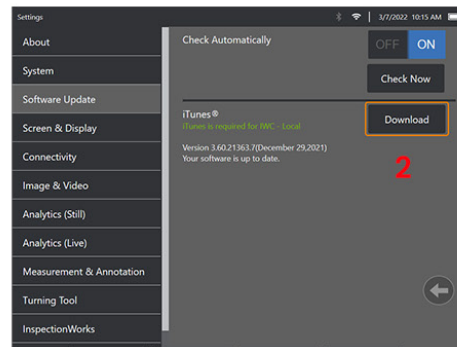 Settings
3/7/2022 10:15 AM
About
Check Automatically
OFF ON
System
Check Now
Software Update
iTunes®
iTunes is required for IWC - Local
Download
Screen & Display
Version 3.60.21363.7(December 29,2021)
Your software is up to date.
Connectivity
2
Image & Video
Analytics (Still)
Analytics (Live)
Measurement & Annotation
Turning Tool
InspectionWorks